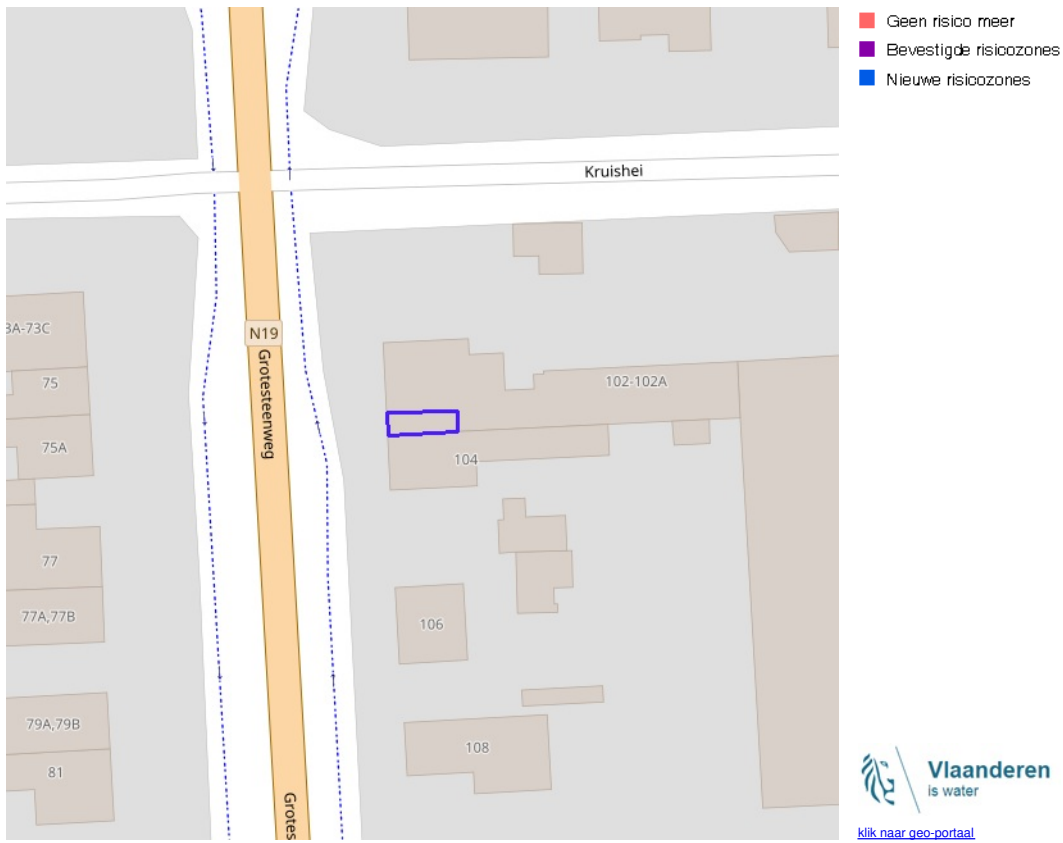 Geen risico meer
Bevestigde risicozones
Nieuwe risicozones
Kruishei
N19
Grotesteenweg
3A-73C
75
75A
102-102A
104
77
77A,77B
106
79A,79B
108
81
Grotes
Vlaanderen
is water
klik naar geo-portaal